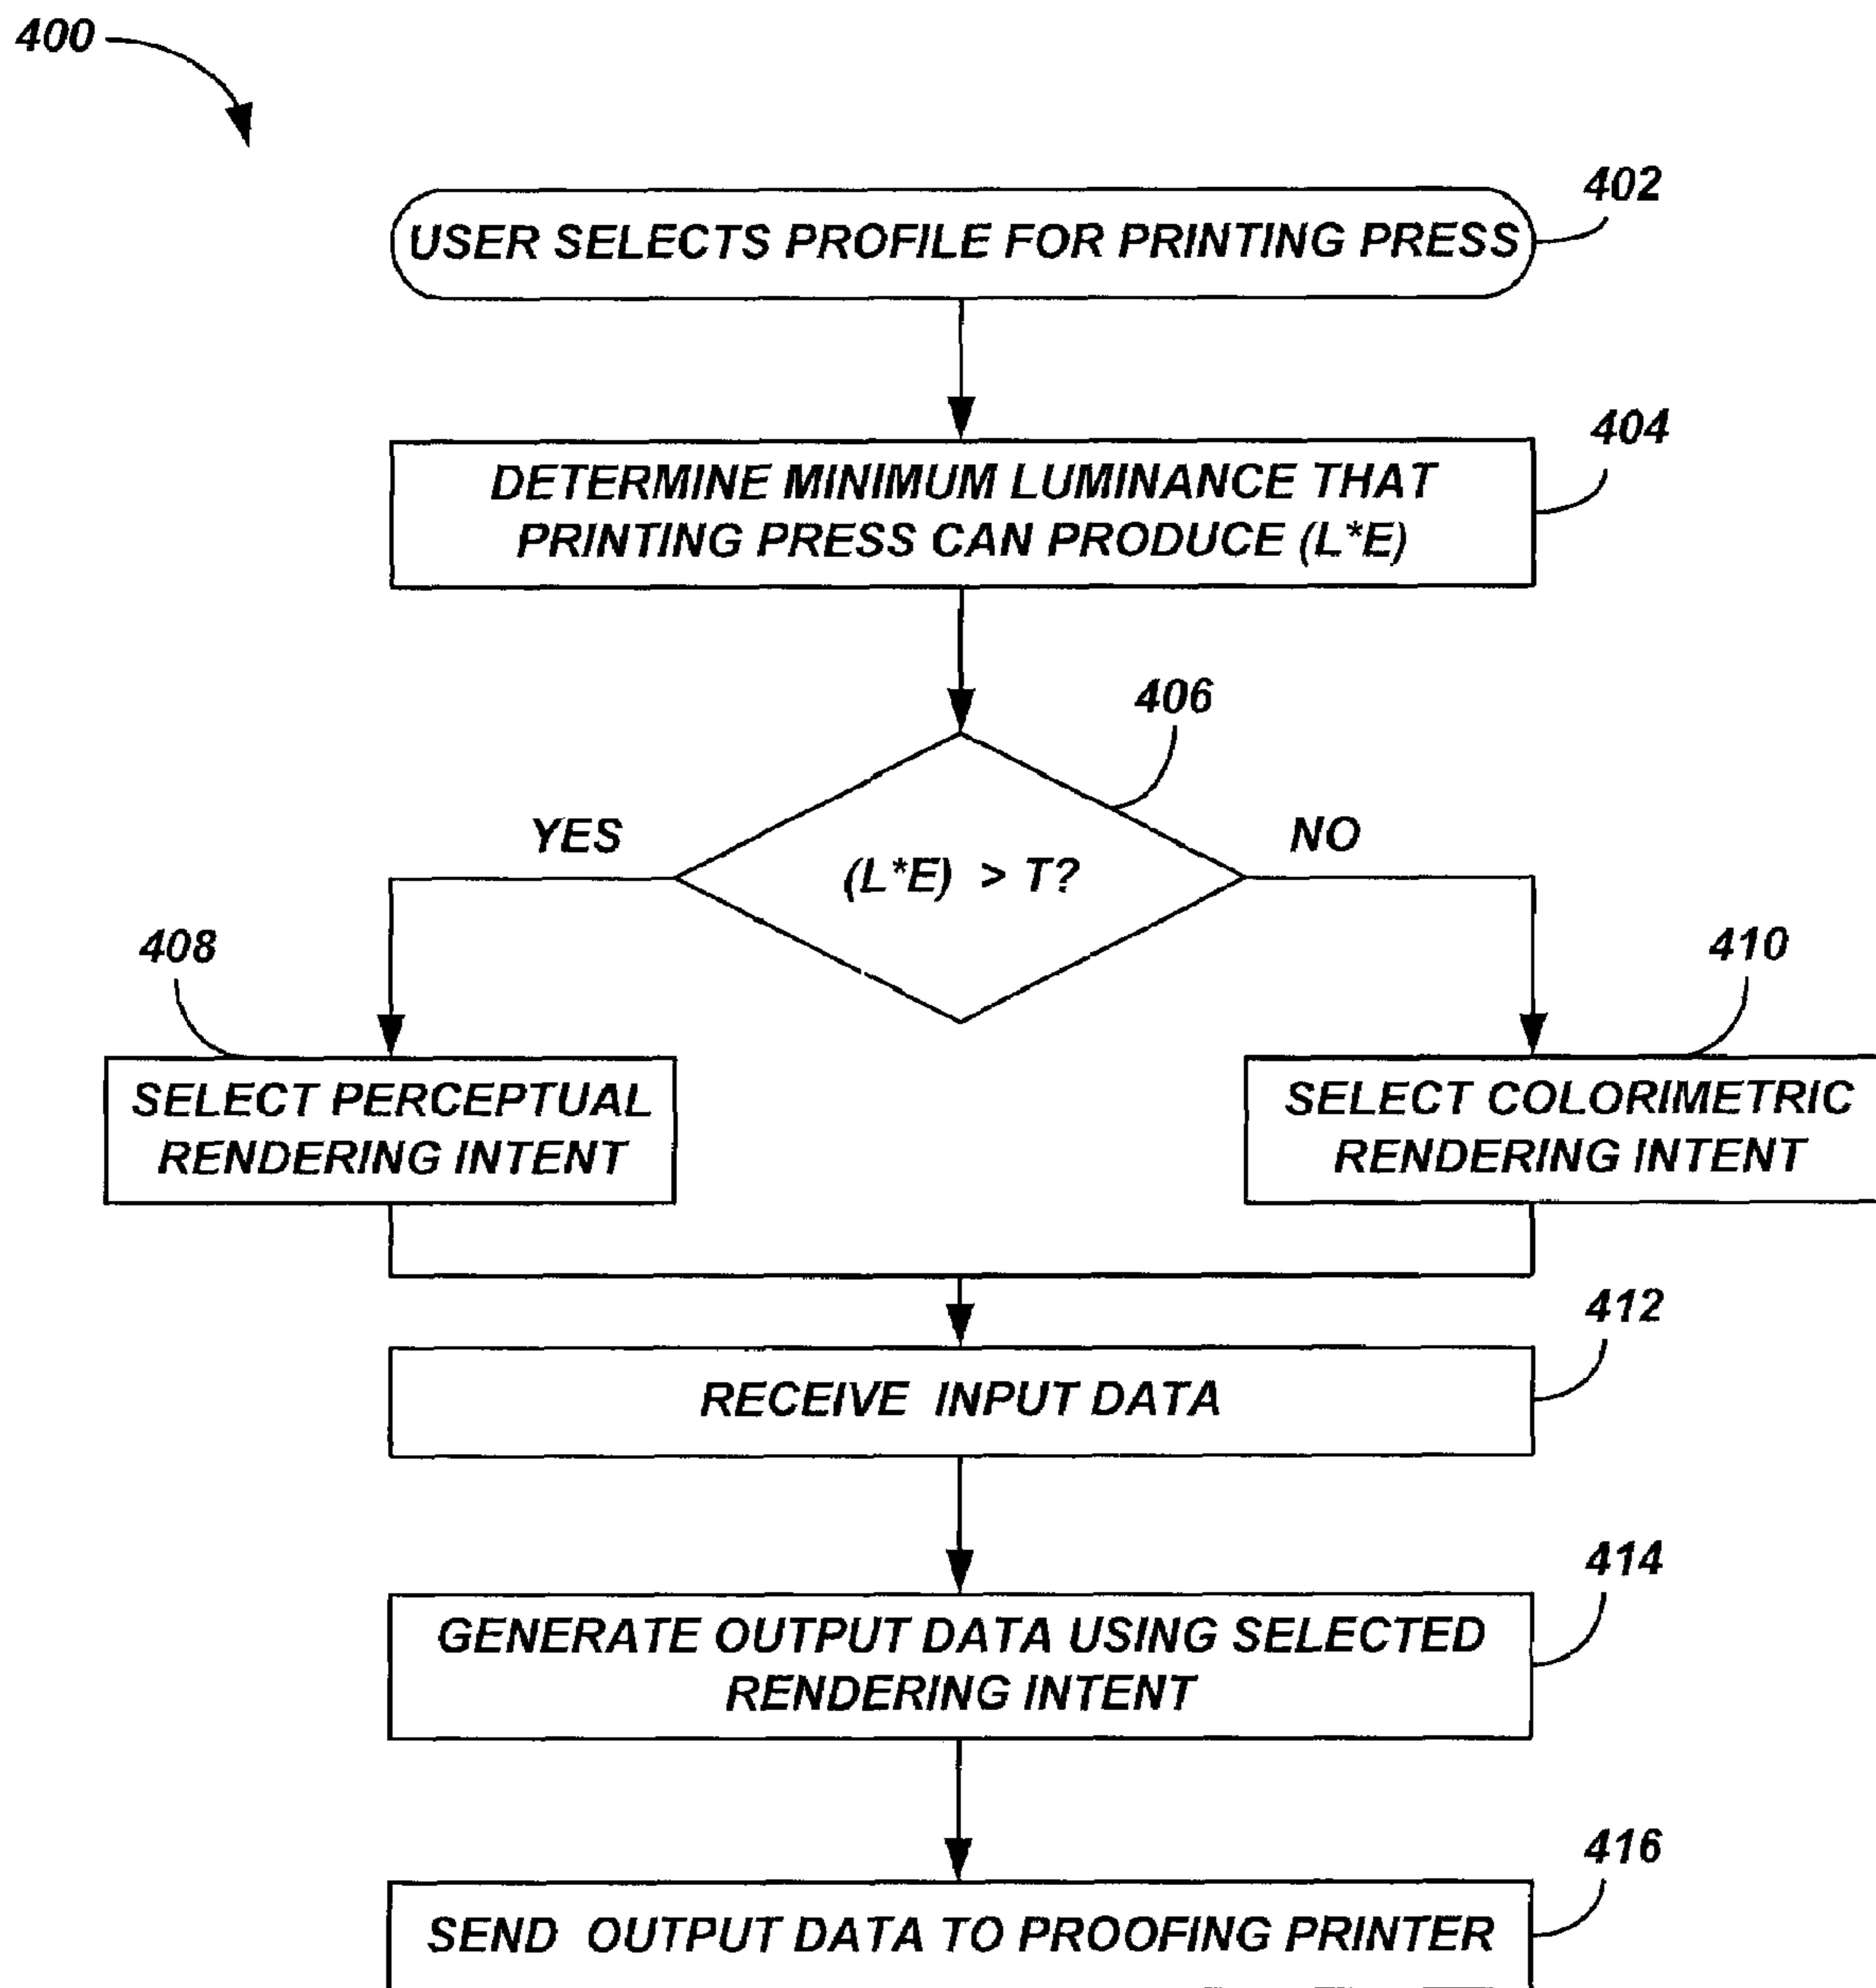 400
402
USER SELECTS PROFILE FOR PRINTING PRESS
404
DETERMINE MINIMUM LUMINANCE THAT
PRINTING PRESS CAN PRODUCE (L*E)
406
YES
NO
(L*E) > T?
408
410
SELECT PERCEPTUAL
RENDERING INTENT
SELECT COLORIMETRIC
RENDERING INTENT
412
RECEIVE INPUT DATA
414
GENERATE OUTPUT DATA USING SELECTED
RENDERING INTENT
416
SEND OUTPUT DATA TO PROOFING PRINTER